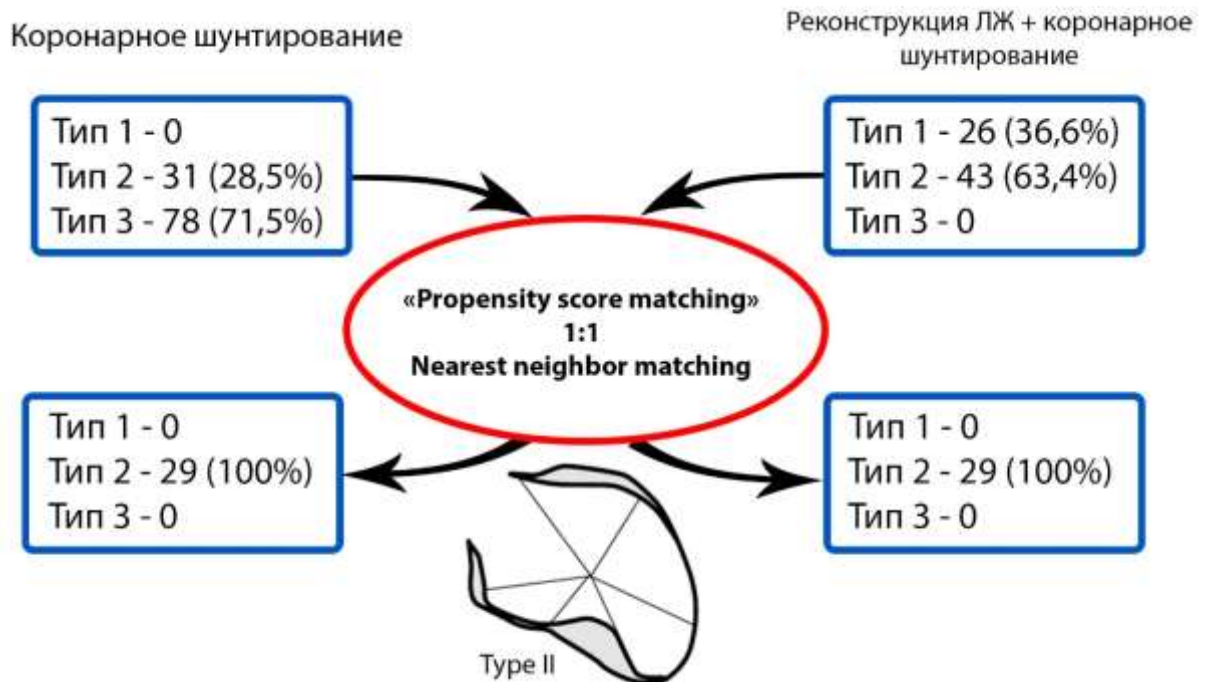 Коронарное шунтирование
Реконструкция ЛЖ + коронарное
шунтирование
Тип 1 - 0
Тип 2 - 31 (28,5%)
Тип 3 - 78 (71,5%)
Тип 1 - 26 (36,6%)
Тип 2 - 43 (63,4%)
Тип 3 - 0
«Propensity score matching»
1:1
Nearest neighbor matching
Тип 1 - 0
Тип 2 - 29 (100%)
Тип 3 - 0
Тип 1 - 0
Тип 2 - 29 (100%)
Тип 3 - 0
Type II